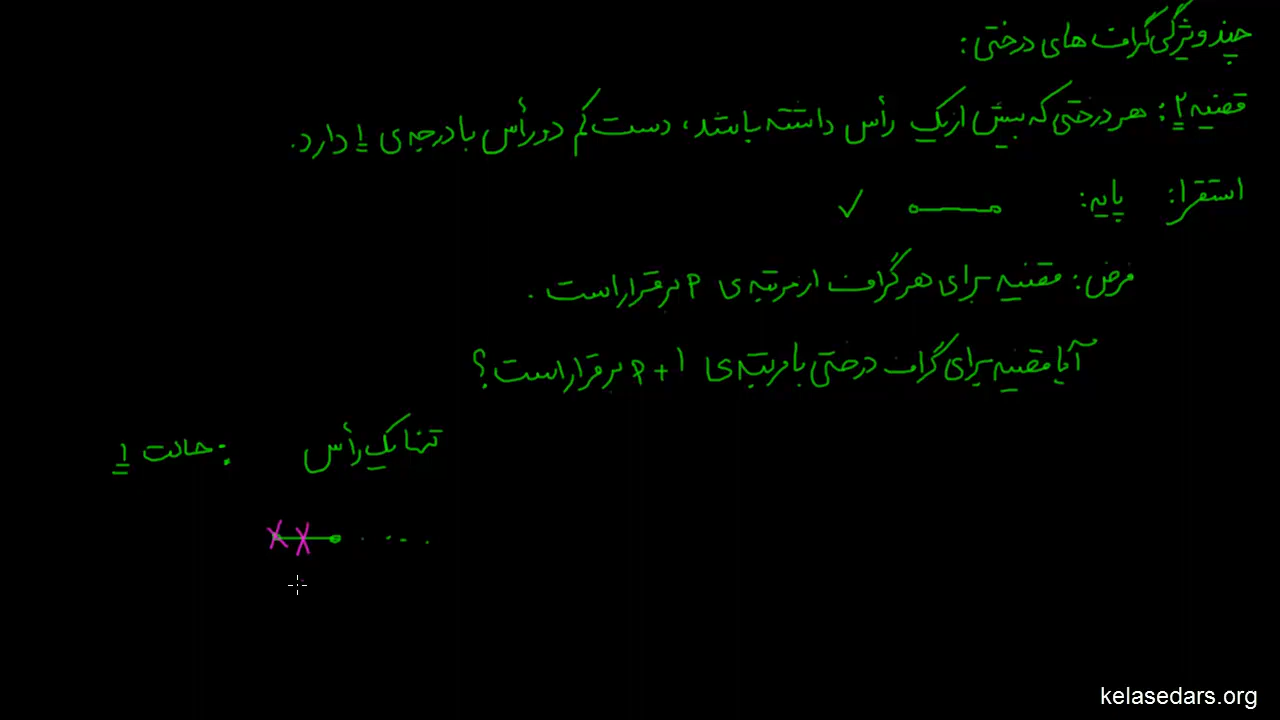 چند ویژگی گراف های درختی:
قضیه ۲: هر درختی که بیش از یک رأس داشته باشد، دست کم دو رأس با درجه ی ۱ دارد.
استقرا: پایه: ✓
فرض: قضیه برای هر گراف از مرتبه ی p برقرار است.
آیا قضیه برای گراف درختی با مرتبه ی p + 1 برقرار است؟
حالت ۱: تنها یک رأس
kelasedars.org